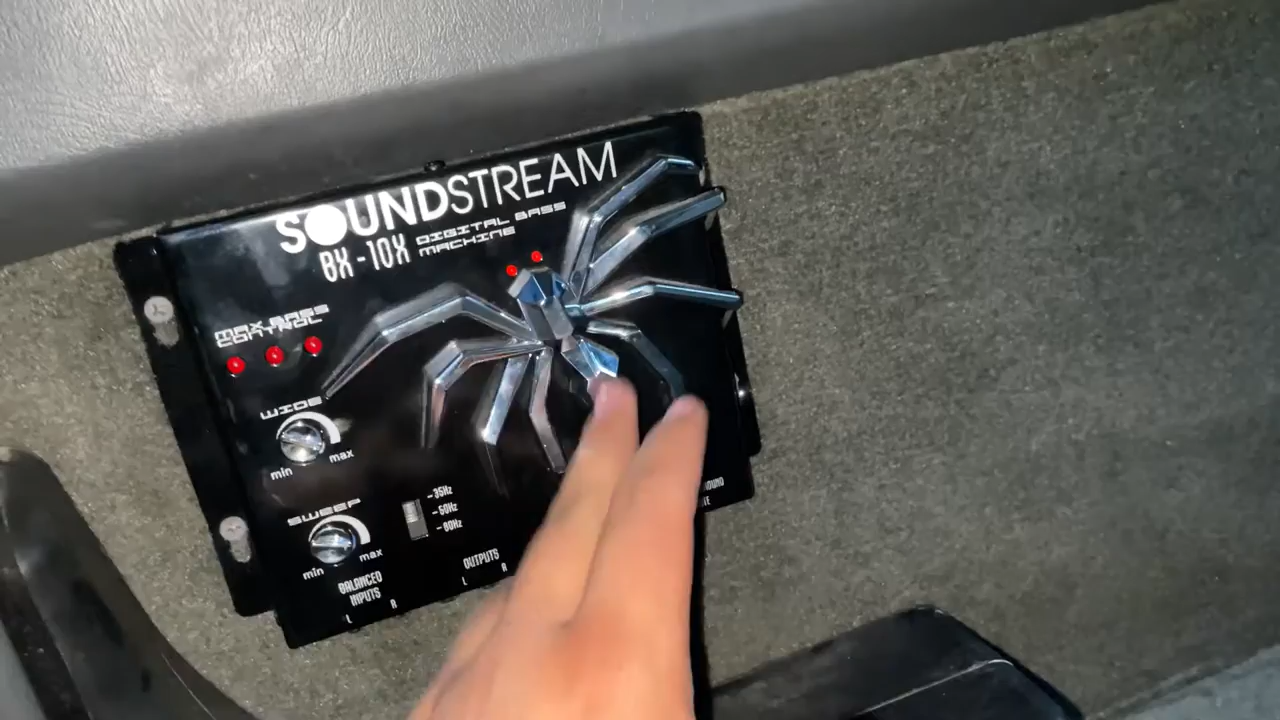 SOUNDSTREAM
BX-10X DIGITAL BASS
MACHINE
MAX BASS
CONTROL
WIDE
min max
SWEEP
min max
-35Hz
-50Hz
-80Hz
BALANCED
INPUTS
L R
OUTPUTS
L R